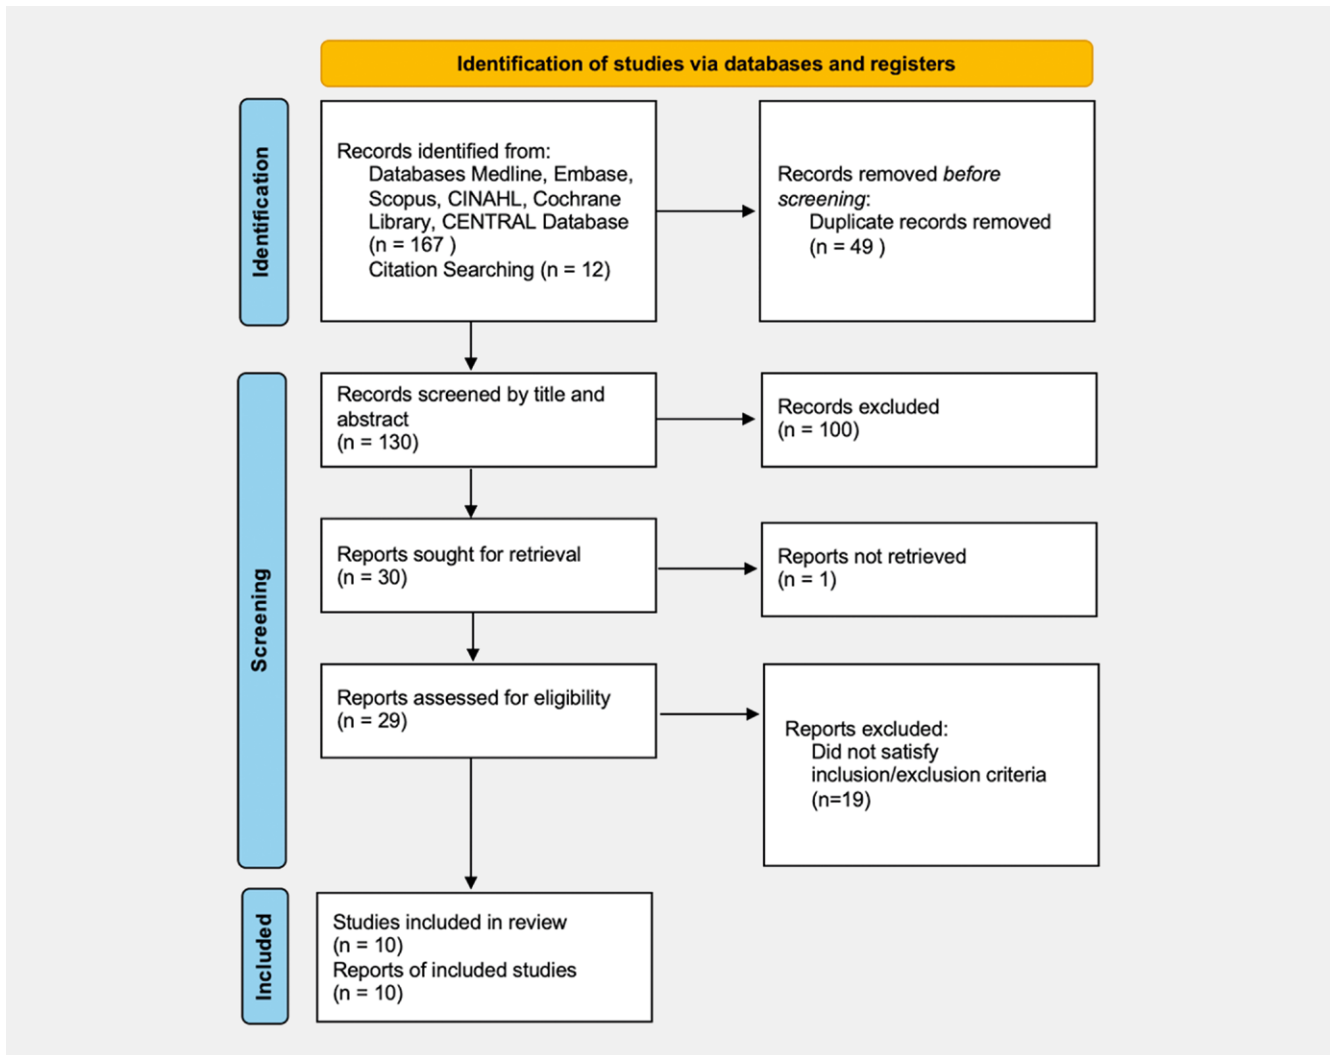 Identification of studies via databases and registers
Identification
Records identified from:
Databases Medline, Embase,
Scopus, CINAHL, Cochrane
Library, CENTRAL Database
(n = 167 )
Citation Searching (n = 12)
Records removed before
screening:
Duplicate records removed
(n = 49 )
Screening
Records screened by title and
abstract
(n = 130)
Records excluded
(n = 100)
Reports sought for retrieval
(n = 30)
Reports not retrieved
(n = 1)
Reports assessed for eligibility
(n = 29)
Reports excluded:
Did not satisfy
inclusion/exclusion criteria
(n=19)
Included
Studies included in review
(n = 10)
Reports of included studies
(n = 10)